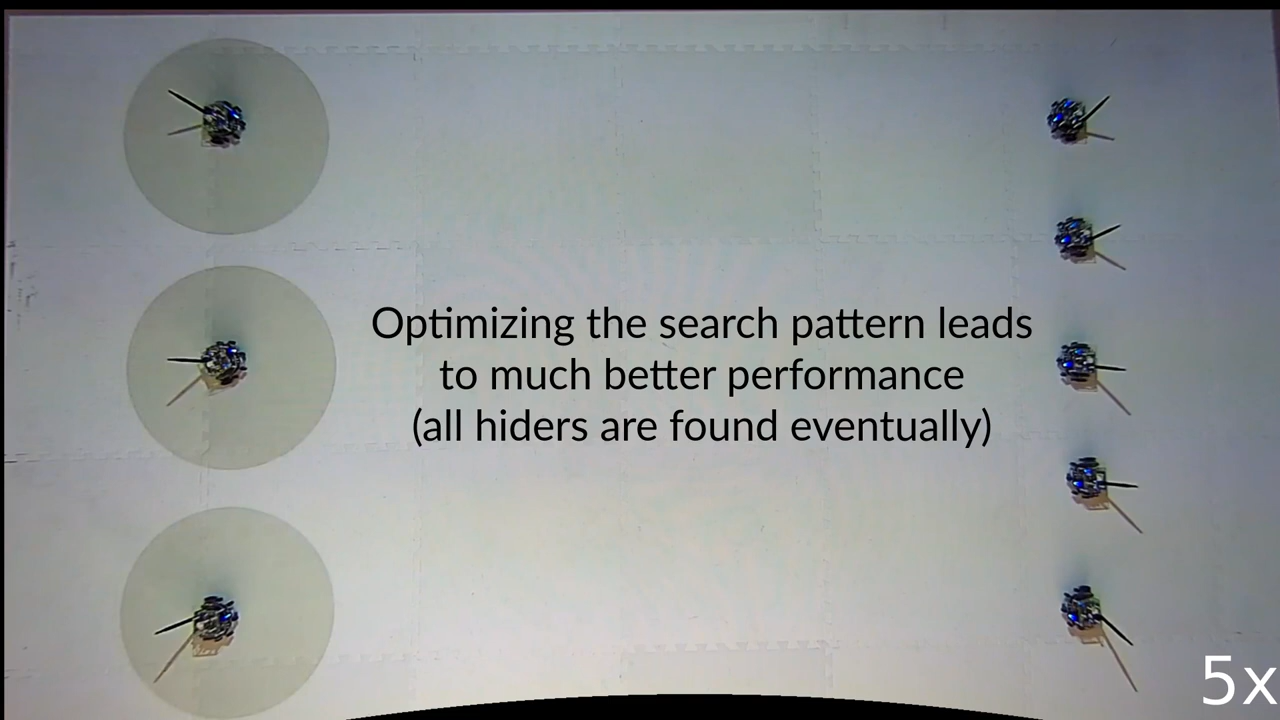 Optimizing the search pattern leads
to much better performance
(all hiders are found eventually)
5x